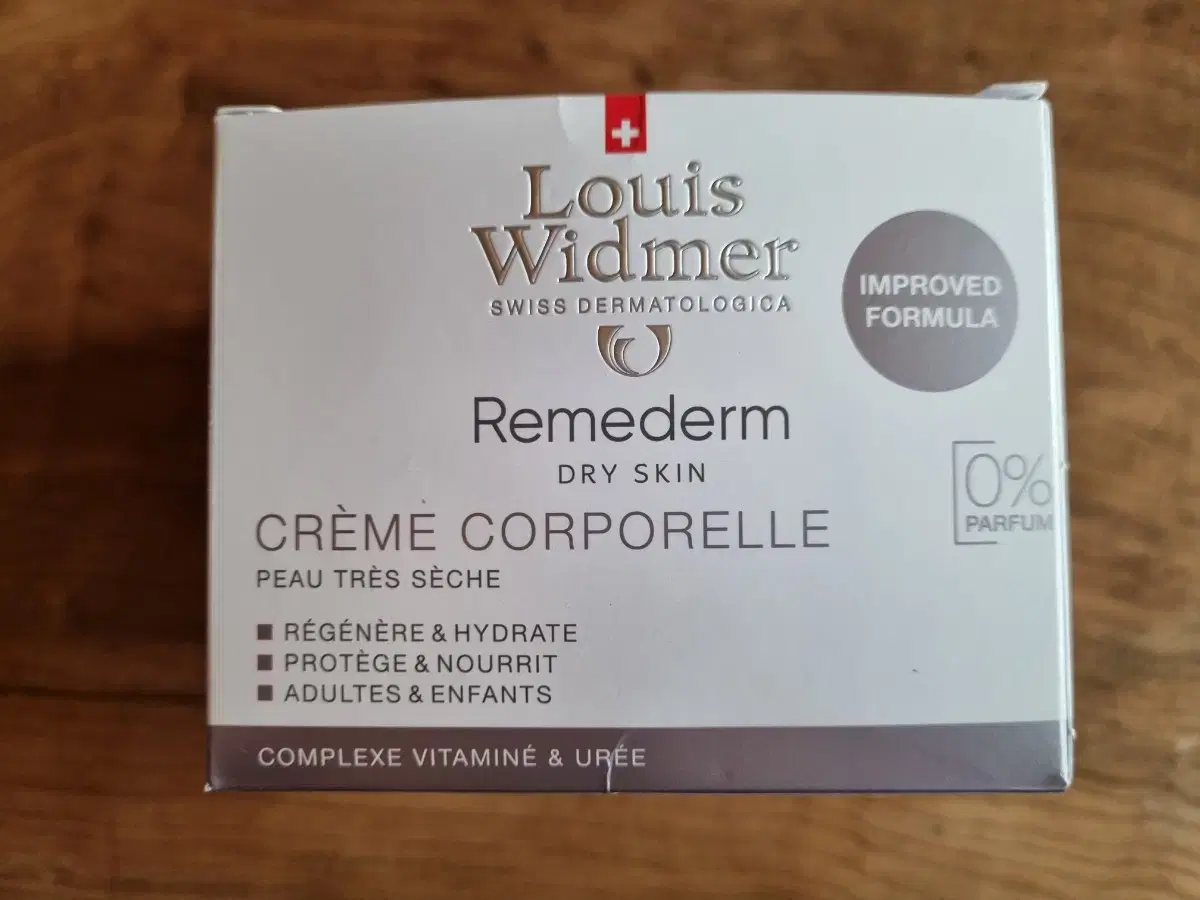 Louis
Widmer
SWISS DERMATOLOGICA
IMPROVED
FORMULA
Remederm
DRY SKIN
0%
PARFUM
CRÈME CORPORELLE
PEAU TRÈS SÈCHE
RÉGÉNÈRE & HYDRATE
PROTÈGE & NOURRIT
ADULTES & ENFANTS
COMPLEXE VITAMINÉ & URÉE